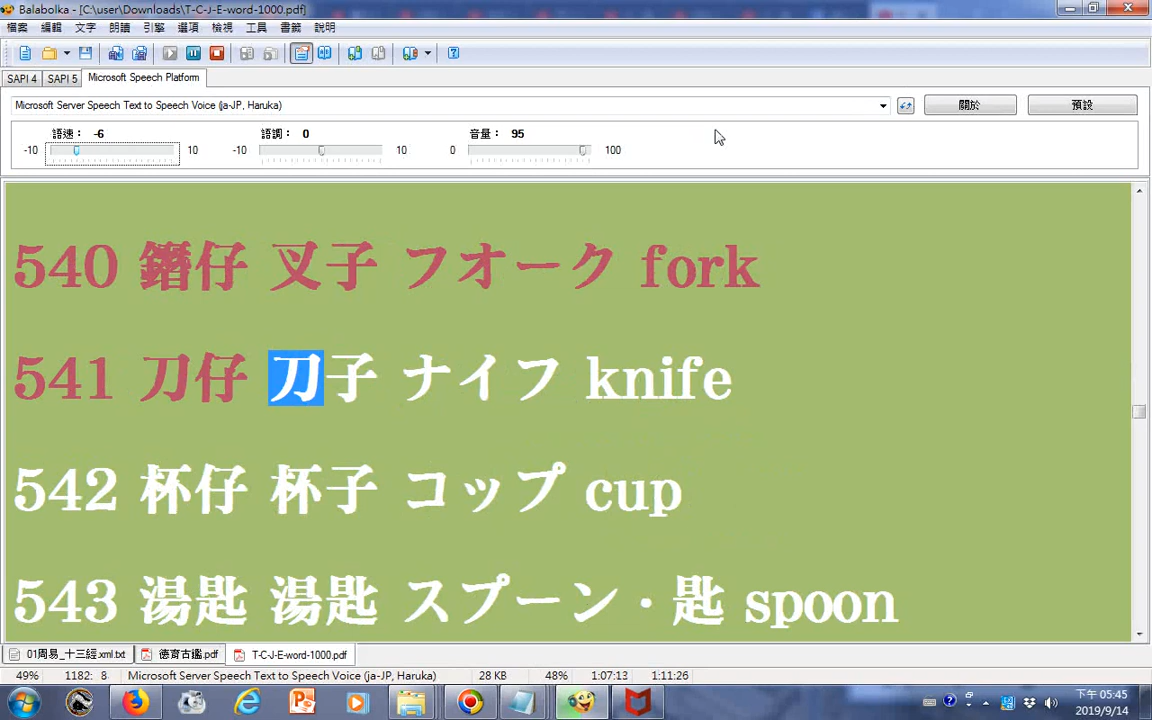 Balabolka - [C:\user\Downloads\T-C-J-E-word-1000.pdf]
檔案 編輯 文字 朗讀 引擎 選項 檢視 工具 書籤 說明
SAPI 4 SAPI 5 Microsoft Speech Platform
Microsoft Server Speech Text to Speech Voice (ja-JP, Haruka) 關於 預設
語速： -6 語調： 0 音量： 95
-10 10 -10 10 0 100
540 鐕仔 叉子 フオーク fork
541 刀仔 刀子 ナイフ knife
542 杯仔 杯子 コップ cup
543 湯匙 湯匙 スプーン・匙 spoon
01周易_十三經.xml.txt 德育古鑑.pdf T-C-J-E-word-1000.pdf
49% 1182: 8 Microsoft Server Speech Text to Speech Voice (ja-JP, Haruka) 28 KB 48% 1:07:13 1:11:26
下午 05:45
2019/9/14